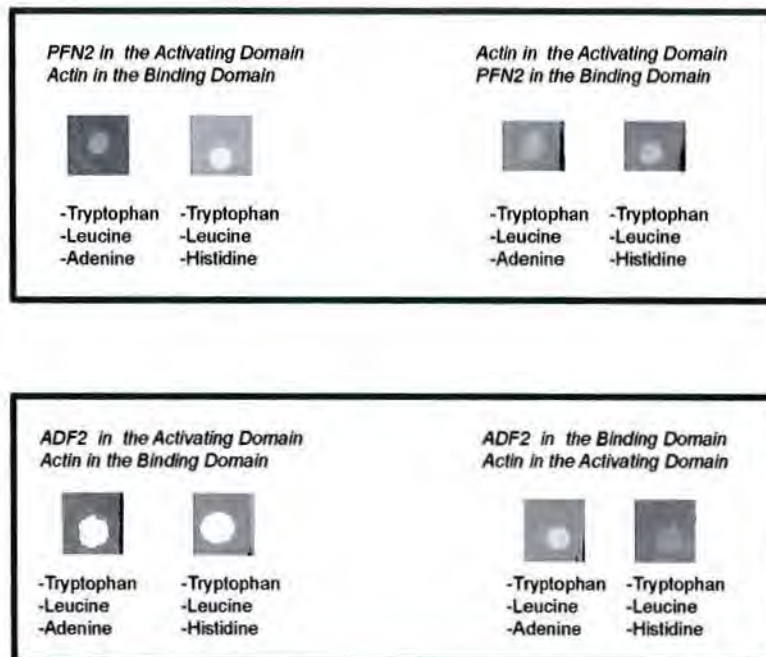 PFN2 in the Activating Domain
Actin in the Binding Domain
-Tryptophan
-Leucine
-Adenine
-Tryptophan
-Leucine
-Histidine
Actin in the Activating Domain
PFN2 in the Binding Domain
-Tryptophan
-Leucine
-Adenine
-Tryptophan
-Leucine
-Histidine
ADF2 in the Activating Domain
Actin in the Binding Domain
-Tryptophan
-Leucine
-Adenine
-Tryptophan
-Leucine
-Histidine
ADF2 in the Binding Domain
Actin in the Activating Domain
-Tryptophan
-Leucine
-Adenine
-Tryptophan
-Leucine
-Histidine